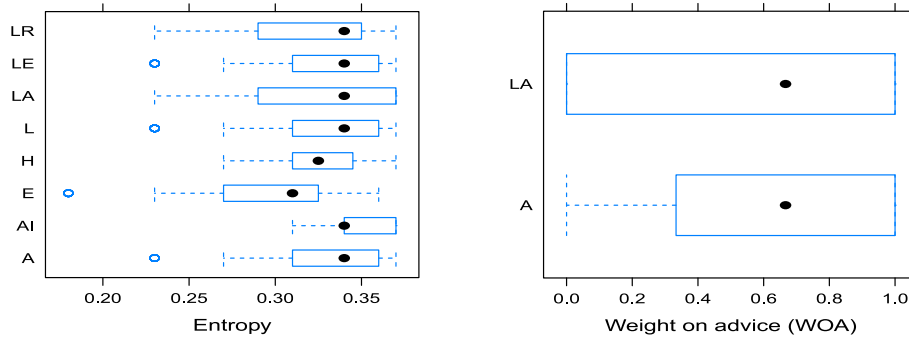 LR
LE
LA
L
H
E
AI
A
0.20 0.25 0.30 0.35
Entropy
LA
A
0.0 0.2 0.4 0.6 0.8 1.0
Weight on advice (WOA)